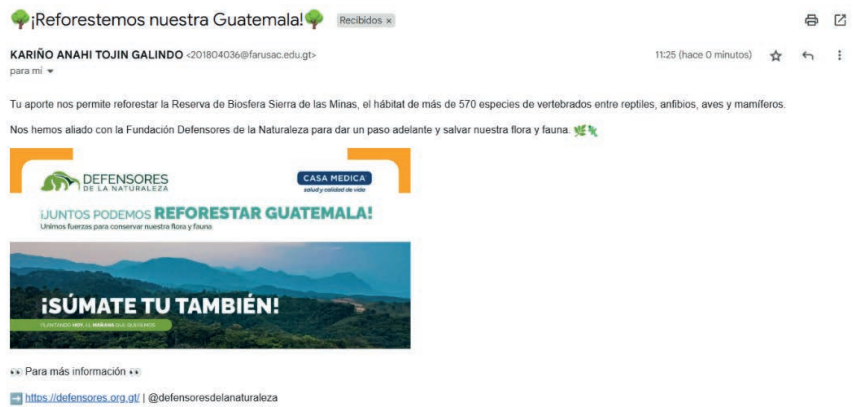 🌳¡Reforestemos nuestra Guatemala!🌳 Recibidos ×
KARIÑO ANAHI TOJIN GALINDO <201804036@farusac.edu.gt> 11:25 (hace 0 minutos)
para mí
Tu aporte nos permite reforestar la Reserva de Biosfera Sierra de las Minas, el hábitat de más de 570 especies de vertebrados entre reptiles, anfibios, aves y mamíferos.
Nos hemos aliado con la Fundación Defensores de la Naturaleza para dar un paso adelante y salvar nuestra flora y fauna. 🌿🦎
DEFENSORES
DE LA NATURALEZA
CASA MEDICA
salud y calidad de vida
¡JUNTOS PODEMOS REFORESTAR GUATEMALA!
Unimos fuerzas para conservar nuestra flora y fauna
¡SÚMATE TU TAMBIÉN!
PLANTANDO HOY, EL MAÑANA QUE QUEREMOS
👀 Para más información 👀
➡️ https://defensores.org.gt/ | @defensoresdelanaturaleza